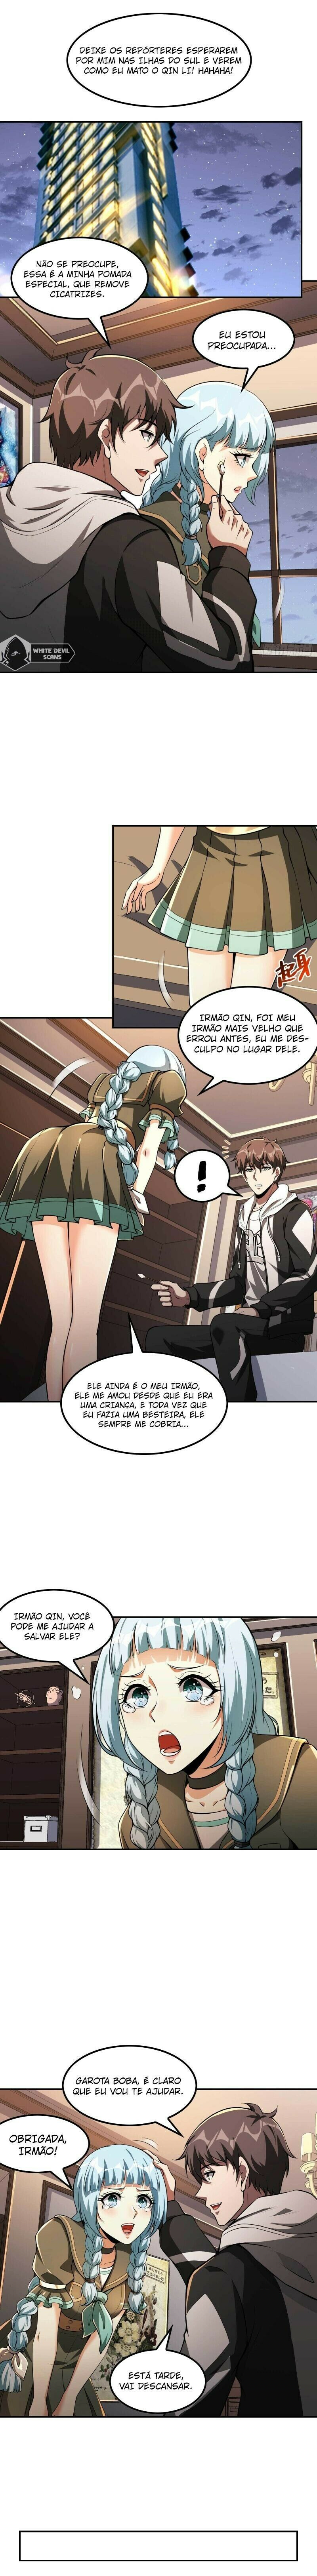 DEIXE OS REPÓRTERES ESPERAREM
POR MIM NAS ILHAS DO SUL E VEREM
COMO EU MATO O QIN LI! HAHAHA!
NÃO SE PREOCUPE,
ESSA É A MINHA POMADA
ESPECIAL, QUE REMOVE
CICATRIZES.
EU ESTOU
PREOCUPADA...
WHITE DEVIL
SCANS
起身
IRMÃO QIN, FOI MEU
IRMÃO MAIS VELHO QUE
ERROU ANTES, EU ME DES-
CULPO NO LUGAR DELE.
!
ELE AINDA É O MEU IRMÃO,
ELE ME AMOU DESDE QUE EU ERA
UMA CRIANÇA, E TODA VEZ QUE
EU FAZIA UMA BESTEIRA, ELE
SEMPRE ME COBRIA...
IRMÃO QIN, VOCÊ
PODE ME AJUDAR A
SALVAR ELE?
GAROTA BOBA, É CLARO
QUE EU VOU TE AJUDAR.
OBRIGADA,
IRMÃO!
ESTÁ TARDE,
VAI DESCANSAR.